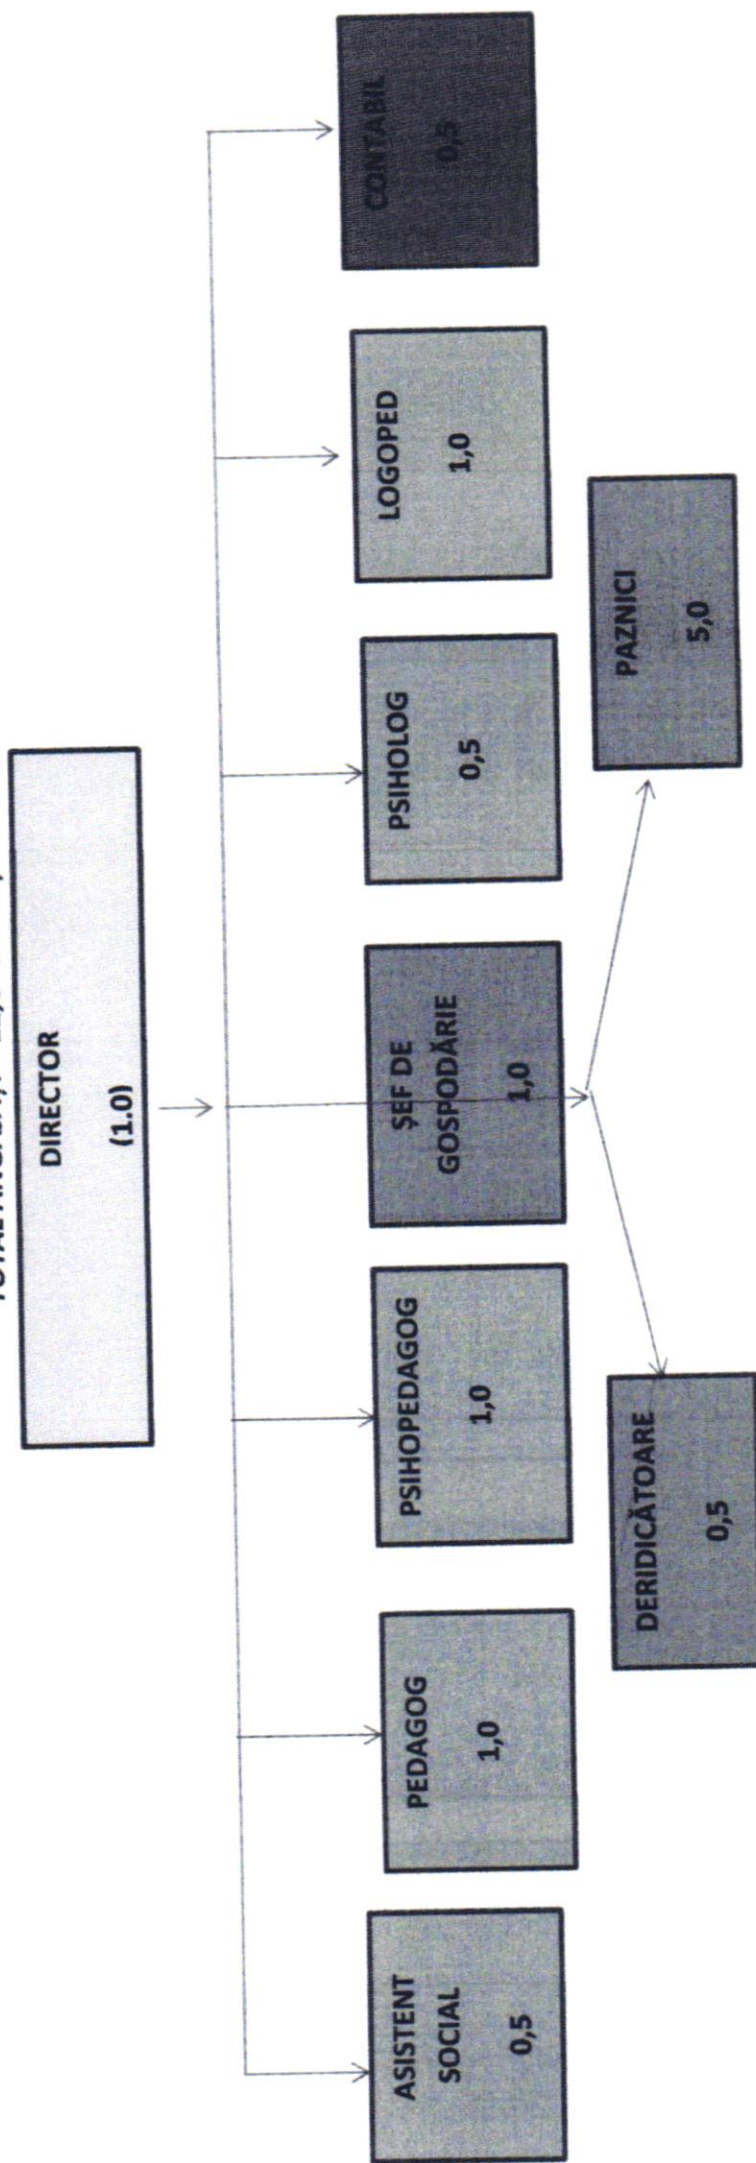 DIRECTOR
(1.0)
ASISTENT
SOCIAL
0,5
PEDAGOG
1,0
PSIHOPEDAGOG
1,0
ȘEF DE
GOSPODĂRIE
1,0
PSIHOLOG
0,5
LOGOPED
1,0
CONTABIL
0,5
DERIDICĂTOARE
0,5
PAZNICI
5,0